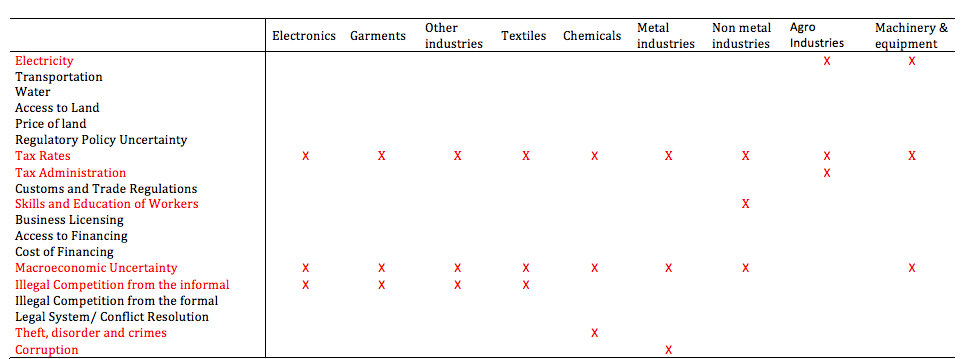 Electronics Garments Other industries Textiles Chemicals Metal industries Non metal industries Agro Industries Machinery & equipment
Electricity X X
Transportation
Water
Access to Land
Price of land
Regulatory Policy Uncertainty
Tax Rates X X X X X X X X X
Tax Administration X
Customs and Trade Regulations
Skills and Education of Workers X
Business Licensing
Access to Financing
Cost of Financing
Macroeconomic Uncertainty X X X X X X X X
Illegal Competition from the informal X X X X
Illegal Competition from the formal
Legal System/ Conflict Resolution
Theft, disorder and crimes X
Corruption X